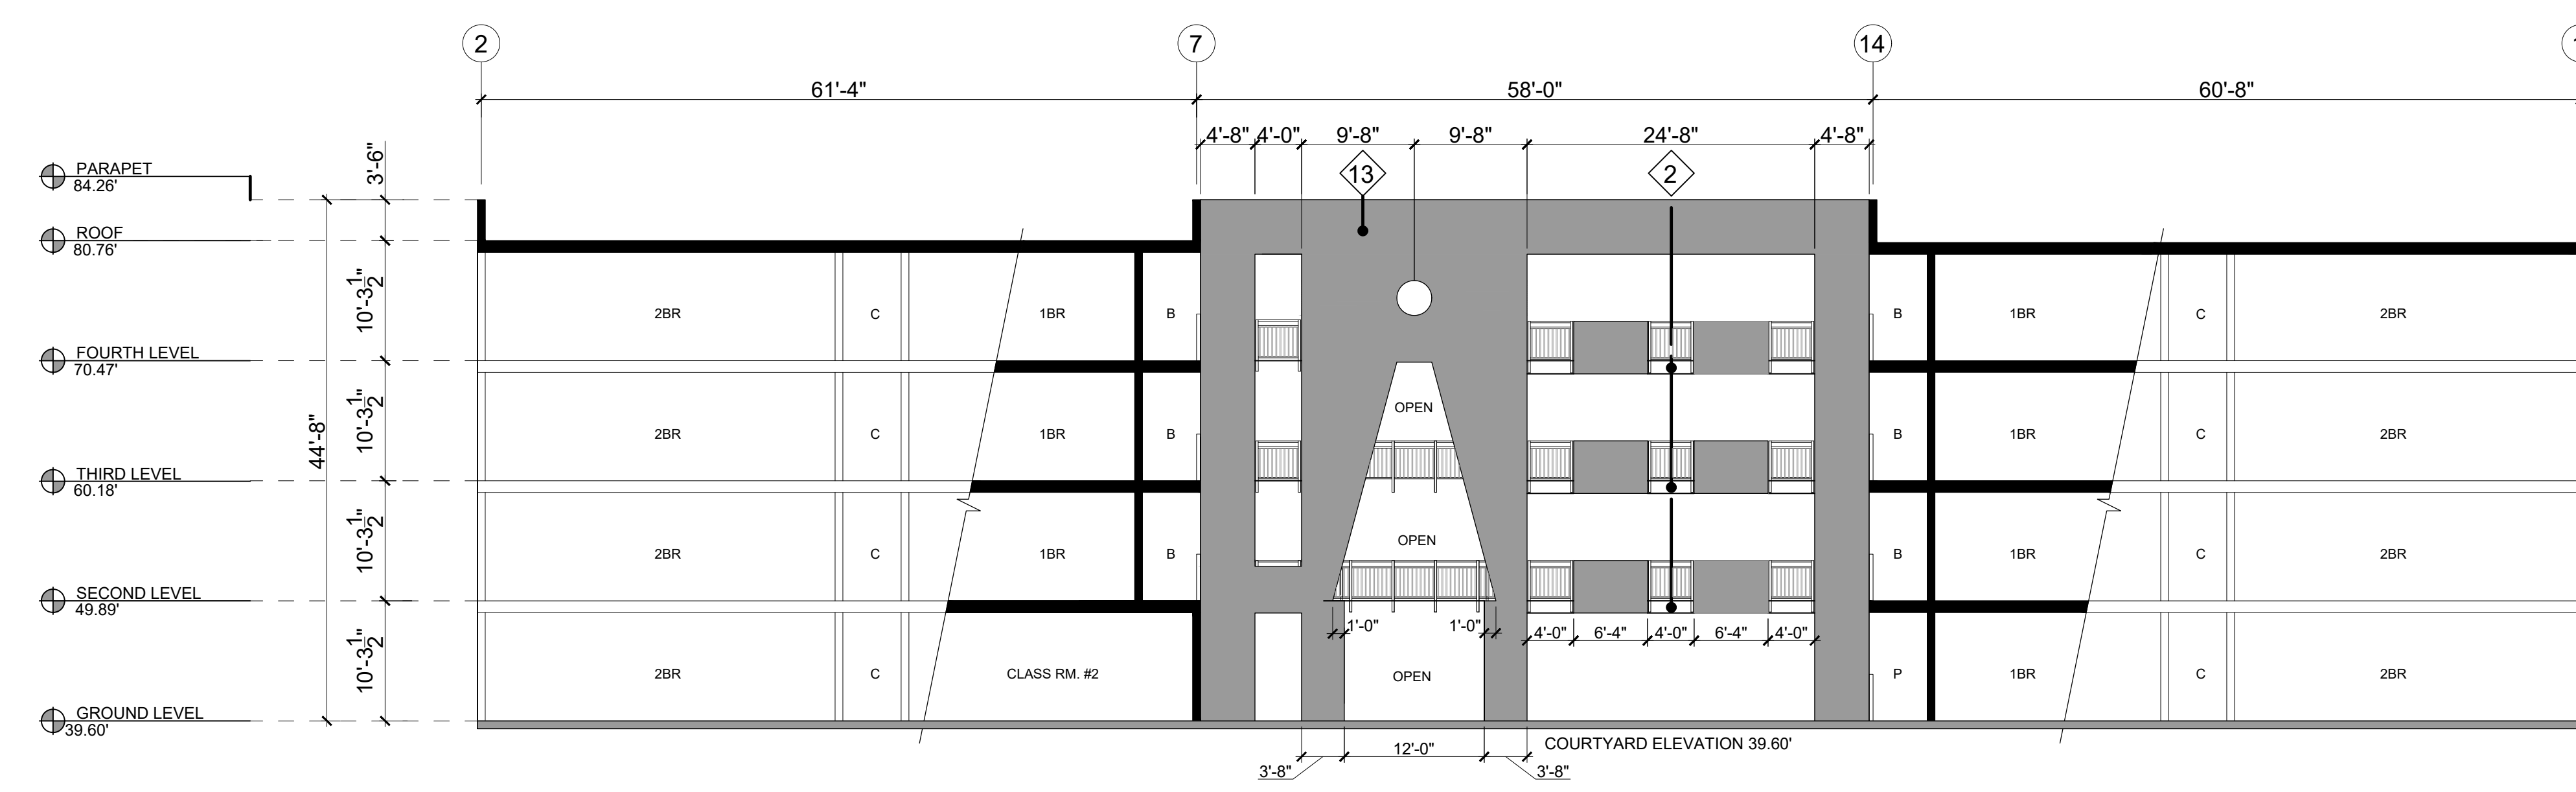 2
7
14
61'-4"
58'-0"
60'-8"
4'-8"
4'-0"
9'-8"
9'-8"
24'-8"
4'-8"
13
2
PARAPET
84.26'
3'-6"
ROOF
80.76'
10'-3 1/2"
2BR
C
1BR
B
B
1BR
C
2BR
FOURTH LEVEL
70.47'
10'-3 1/2"
44'-8"
2BR
C
1BR
B
OPEN
B
1BR
C
2BR
THIRD LEVEL
60.18'
10'-3 1/2"
2BR
C
1BR
B
OPEN
B
1BR
C
2BR
SECOND LEVEL
49.89'
1'-0"
1'-0"
4'-0"
6'-4"
4'-0"
6'-4"
4'-0"
10'-3 1/2"
2BR
C
CLASS RM. #2
OPEN
P
1BR
C
2BR
GROUND LEVEL
39.60'
COURTYARD ELEVATION 39.60'
12'-0"
3'-8"
3'-8"